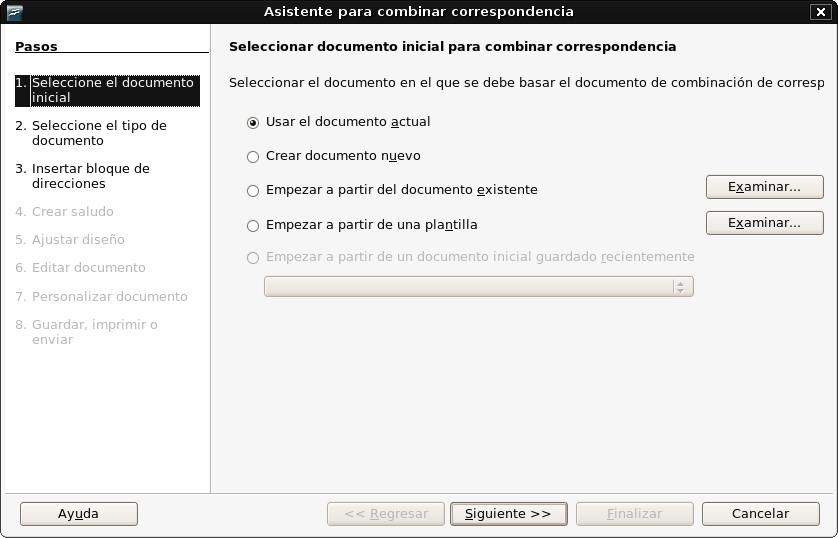 Asistente para combinar correspondencia
Pasos
1. Seleccione el documento
inicial
2. Seleccione el tipo de
documento
3. Insertar bloque de
direcciones
4. Crear saludo
5. Ajustar diseño
6. Editar documento
7. Personalizar documento
8. Guardar, imprimir o
enviar
Seleccionar documento inicial para combinar correspondencia
Seleccionar el documento en el que se debe basar el documento de combinación de corresp
Usar el documento actual
Crear documento nuevo
Empezar a partir del documento existente
Examinar...
Empezar a partir de una plantilla
Examinar...
Empezar a partir de un documento inicial guardado recientemente
Ayuda
<< Regresar
Siguiente >>
Finalizar
Cancelar